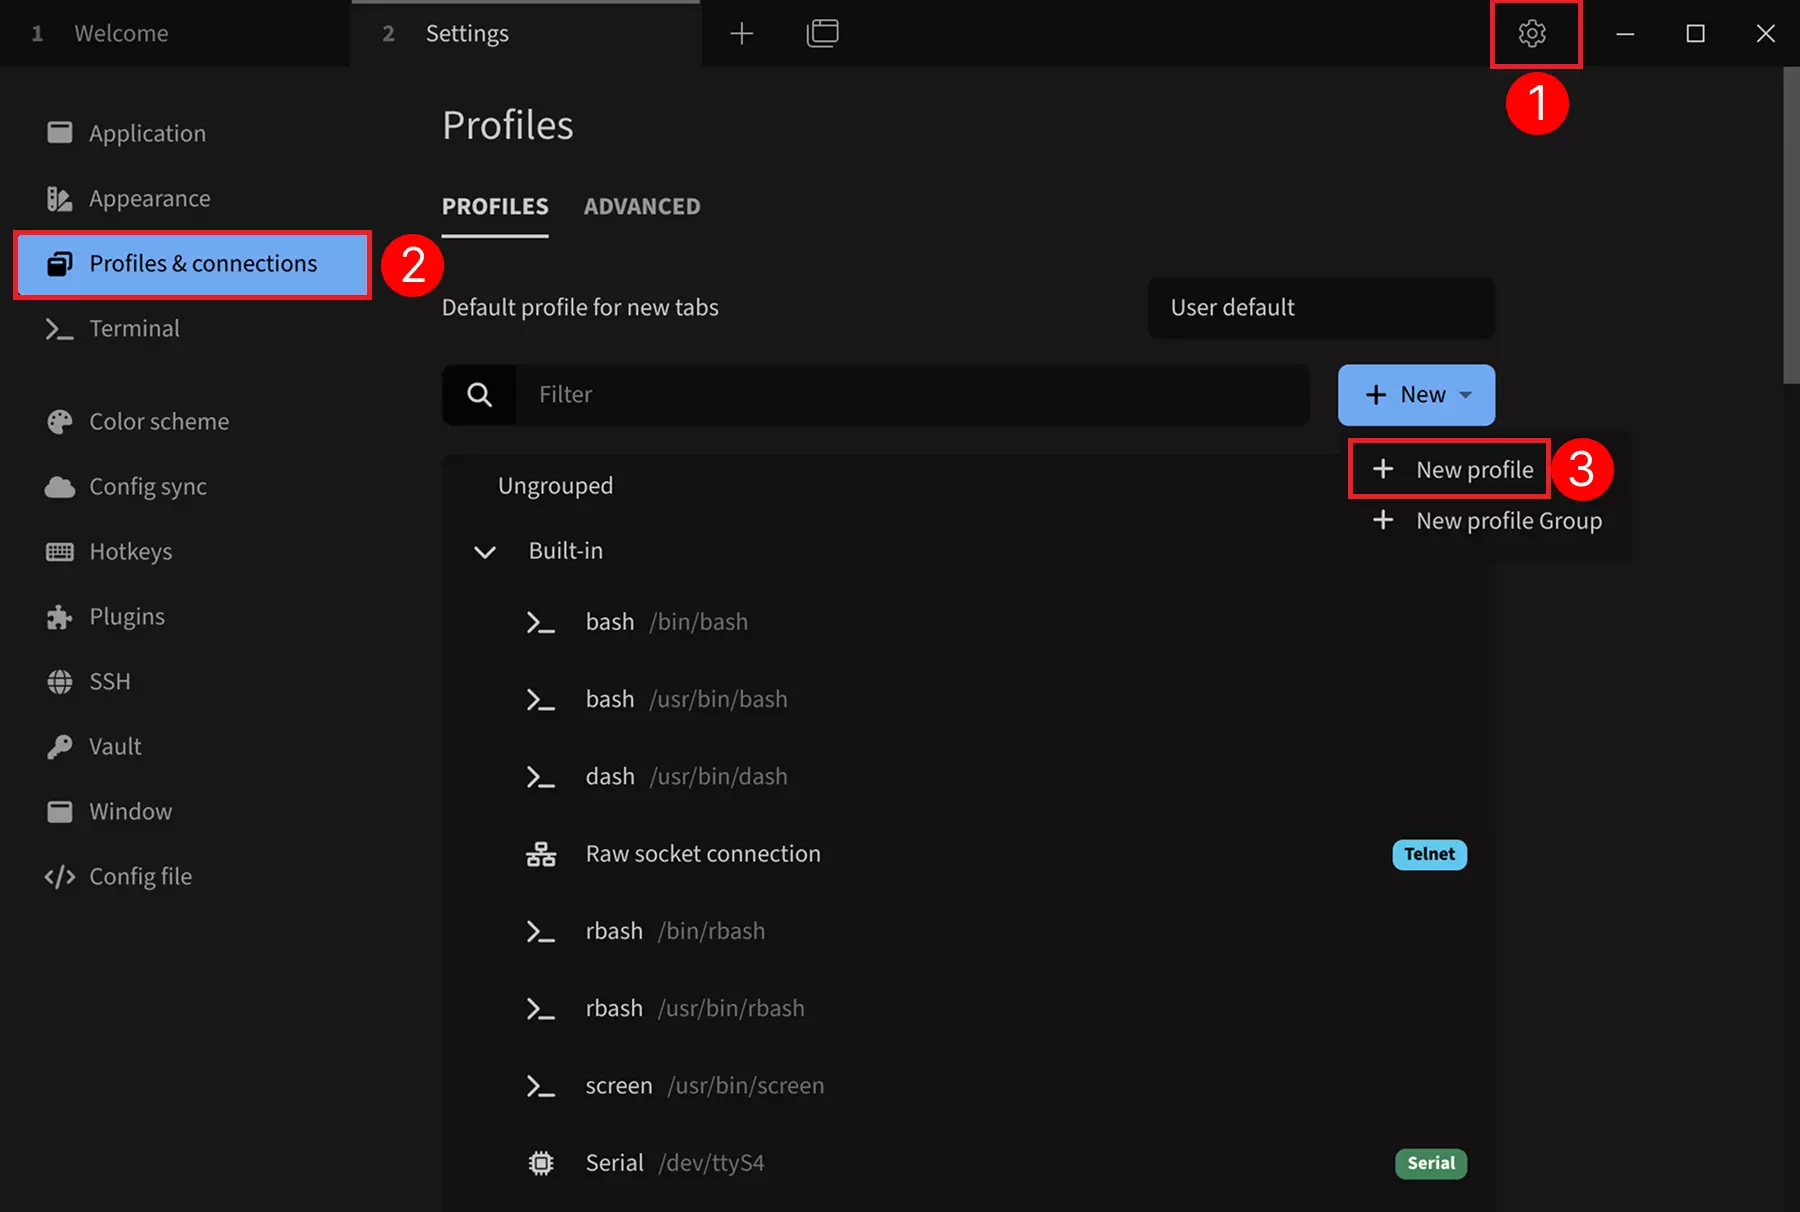 1 Welcome
2 Settings
1
Application
Appearance
Profiles & connections
2
Terminal
Color scheme
Config sync
Hotkeys
Plugins
SSH
Vault
Window
Config file
Profiles
PROFILES ADVANCED
Default profile for new tabs
User default
Filter
New
New profile
3
New profile Group
Ungrouped
Built-in
bash /bin/bash
bash /usr/bin/bash
dash /usr/bin/dash
Raw socket connection Telnet
rbash /bin/rbash
rbash /usr/bin/rbash
screen /usr/bin/screen
Serial /dev/ttyS4 Serial